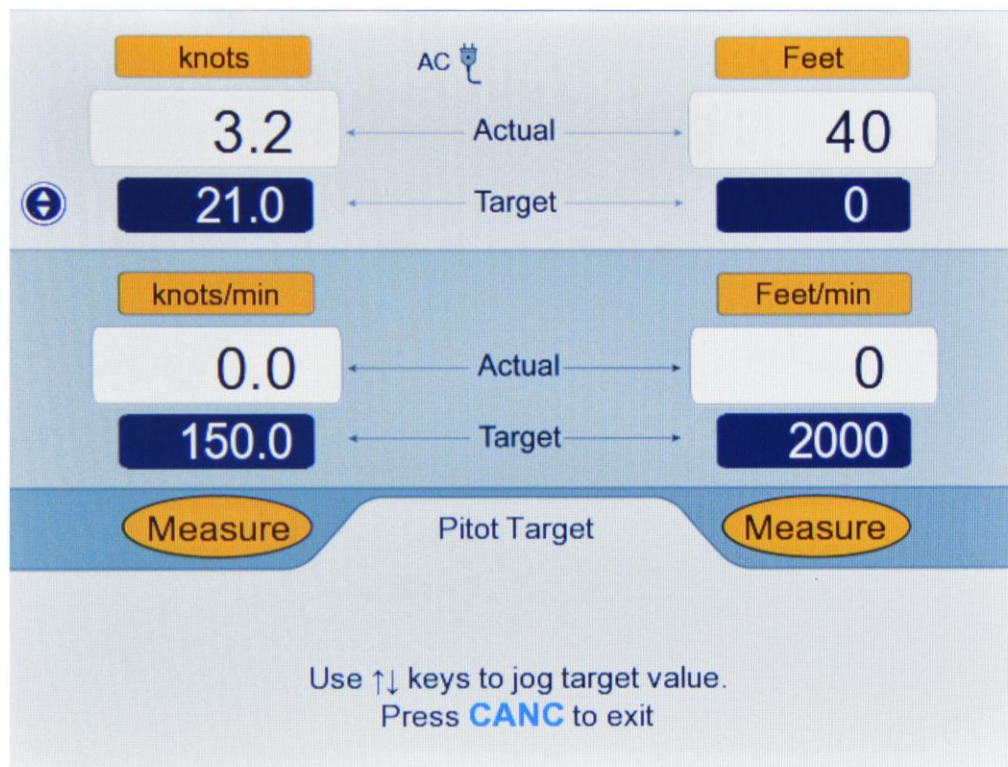 knots AC Feet
3.2 Actual 40
21.0 Target 0
knots/min Feet/min
0.0 Actual 0
150.0 Target 2000
Measure Pitot Target Measure
Use ↑↓ keys to jog target value.
Press CANC to exit